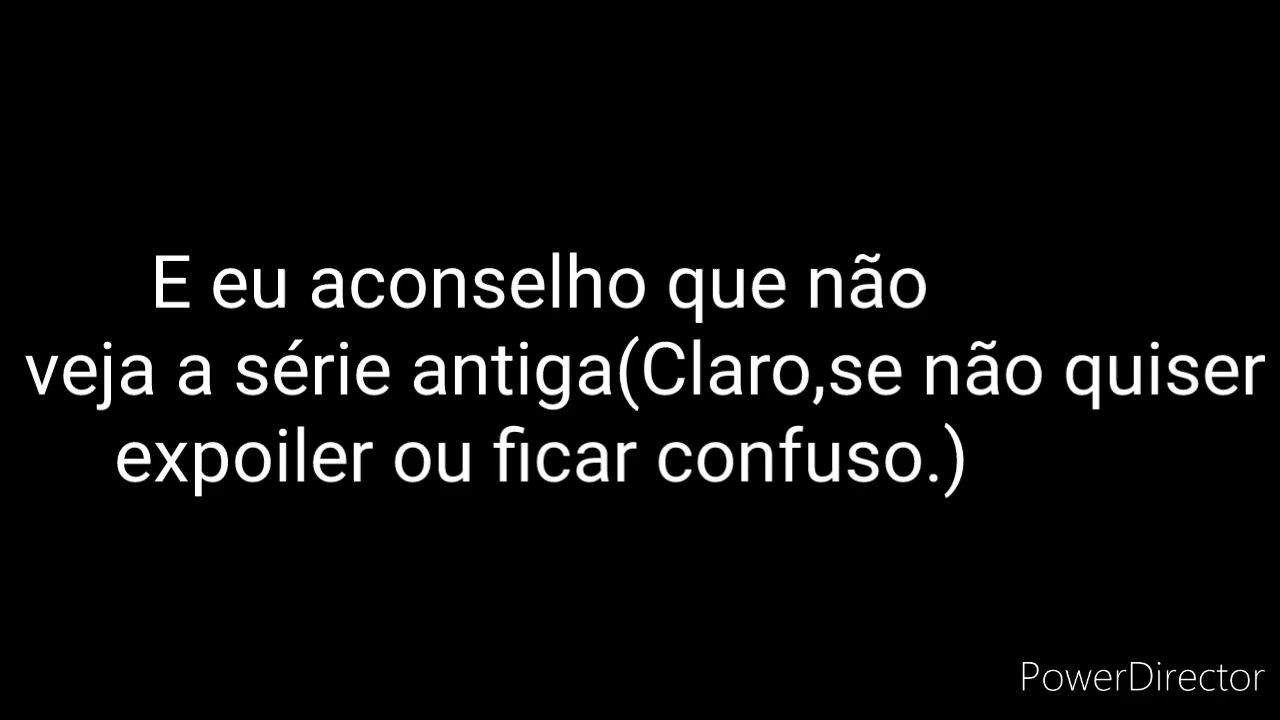 E eu aconselho que não
veja a série antiga(Claro,se não quiser
expoiler ou ficar confuso.)
PowerDirector